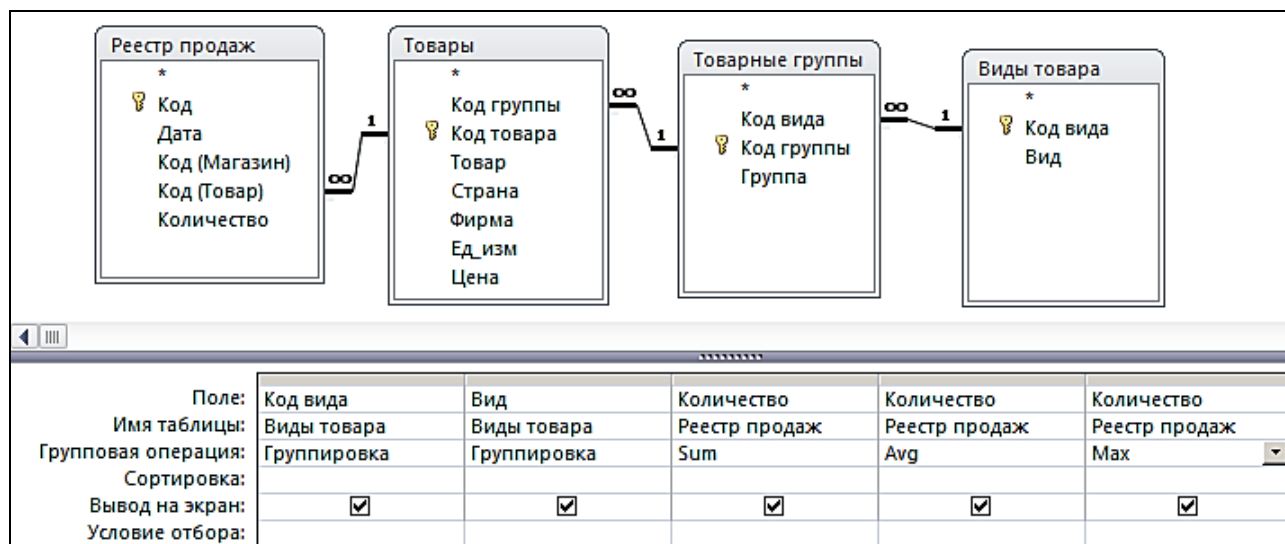 Реестр продаж
*
Код
Дата
Код (Магазин)
Код (Товар)
Количество
∞
1
Товары
*
Код группы
Код товара
Товар
Страна
Фирма
Ед_изм
Цена
∞
1
Товарные группы
*
Код вида
Код группы
Группа
∞
1
Виды товара
*
Код вида
Вид
Поле: Код вида Вид Количество Количество Количество
Имя таблицы: Виды товара Виды товара Реестр продаж Реестр продаж Реестр продаж
Групповая операция: Группировка Группировка Sum Avg Max
Сортировка:
Вывод на экран:
Условие отбора: